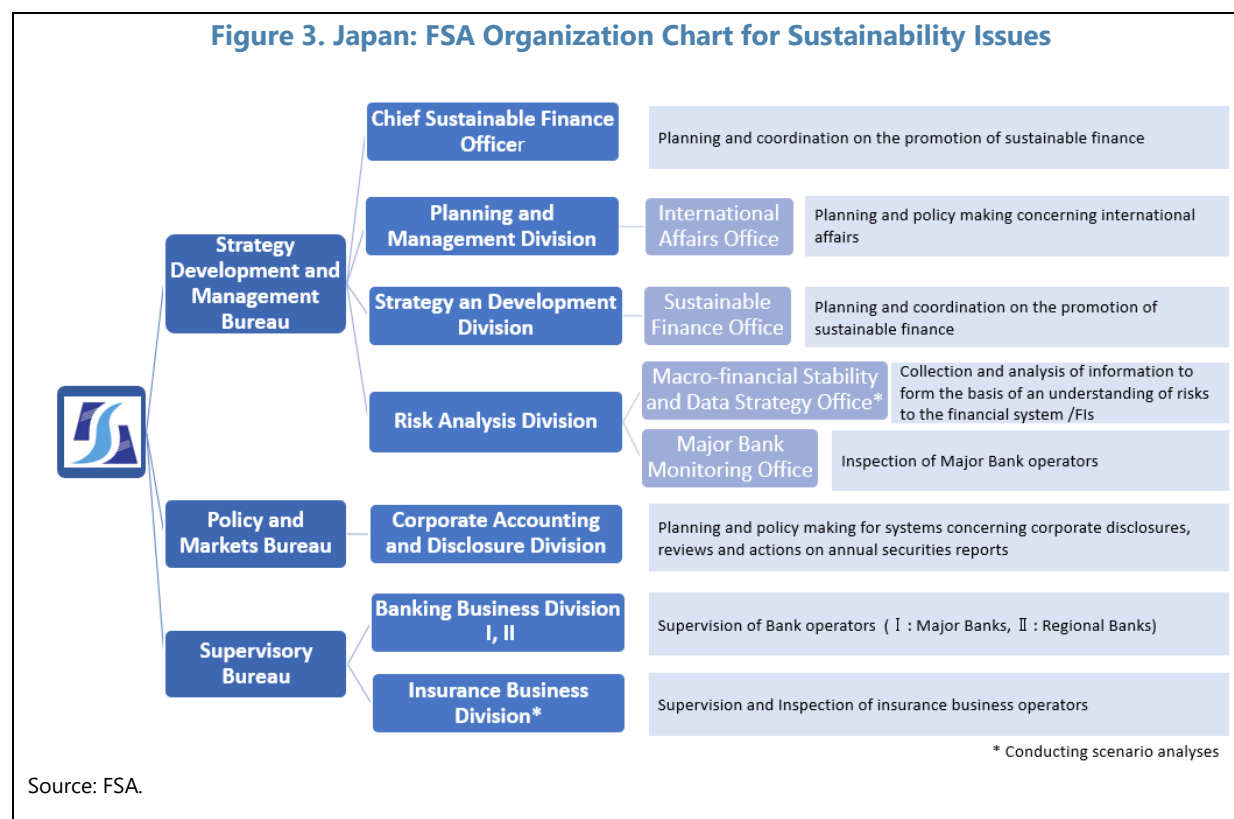 Figure 3. Japan: FSA Organization Chart for Sustainability Issues
Chief Sustainable Finance
Officer
Planning and coordination on the promotion of sustainable finance
Planning and
Management Division
International
Affairs Office
Planning and policy making concerning international
affairs
Strategy
Development and
Management
Bureau
Strategy an Development
Division
Sustainable
Finance Office
Planning and coordination on the promotion of
sustainable finance
Risk Analysis Division
Macro-financial Stability
and Data Strategy Office*
Collection and analysis of information to
form the basis of an understanding of risks
to the financial system /FIs
Major Bank
Monitoring Office
Inspection of Major Bank operators
Policy and
Markets Bureau
Corporate Accounting
and Disclosure Division
Planning and policy making for systems concerning corporate disclosures,
reviews and actions on annual securities reports
Supervisory
Bureau
Banking Business Division
I, II
Supervision of Bank operators ( Ⅰ : Major Banks, Ⅱ : Regional Banks)
Insurance Business
Division*
Supervision and Inspection of insurance business operators
* Conducting scenario analyses
Source: FSA.